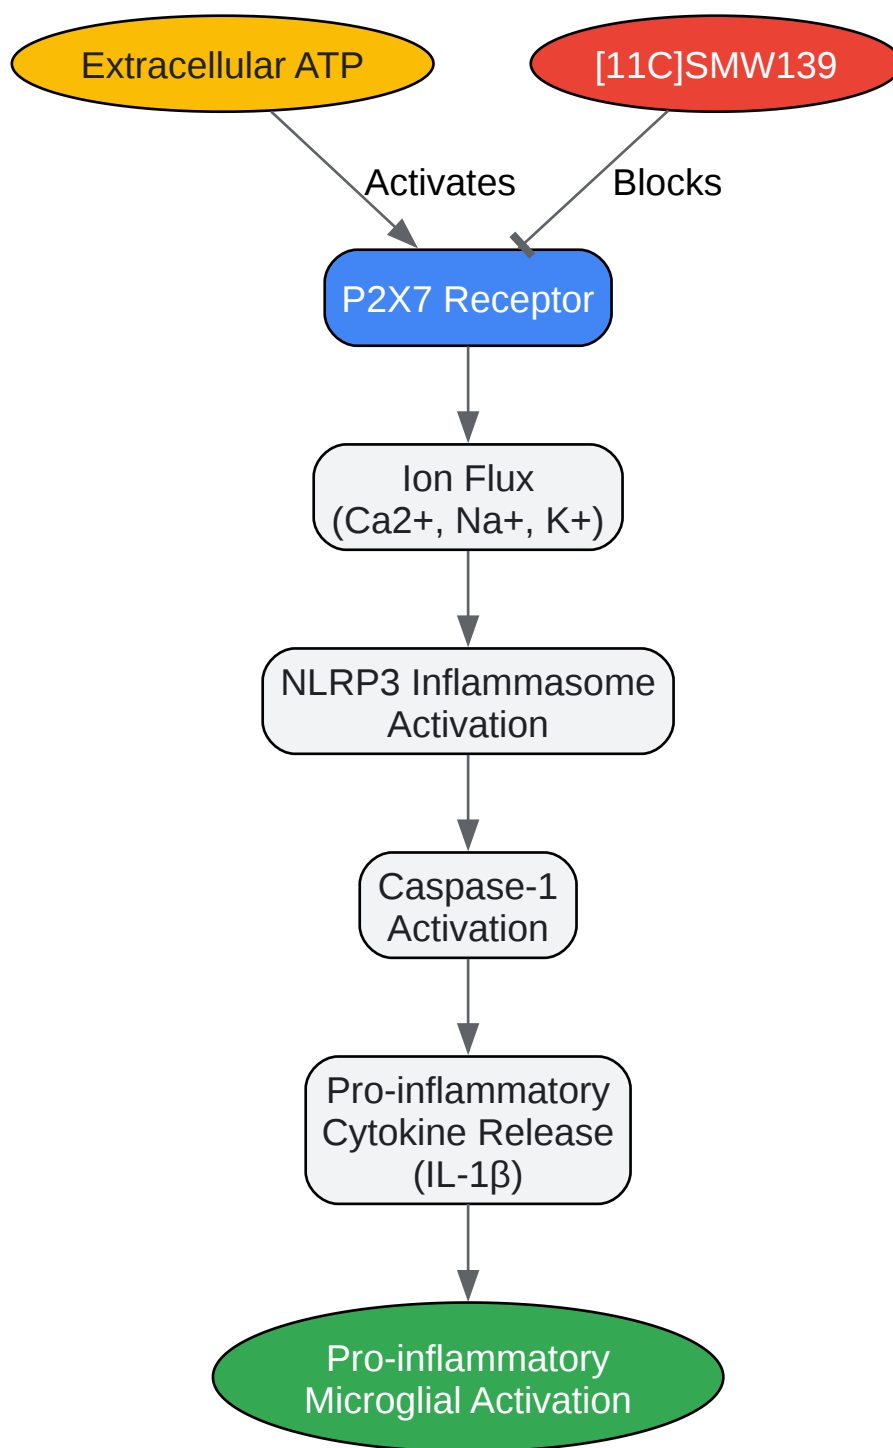 Extracellular ATP
[11C]SMW139
Activates
Blocks
P2X7 Receptor
Ion Flux
(Ca2+, Na+, K+)
NLRP3 Inflammasome
Activation
Caspase-1
Activation
Pro-inflammatory
Cytokine Release
(IL-1β)
Pro-inflammatory
Microglial Activation